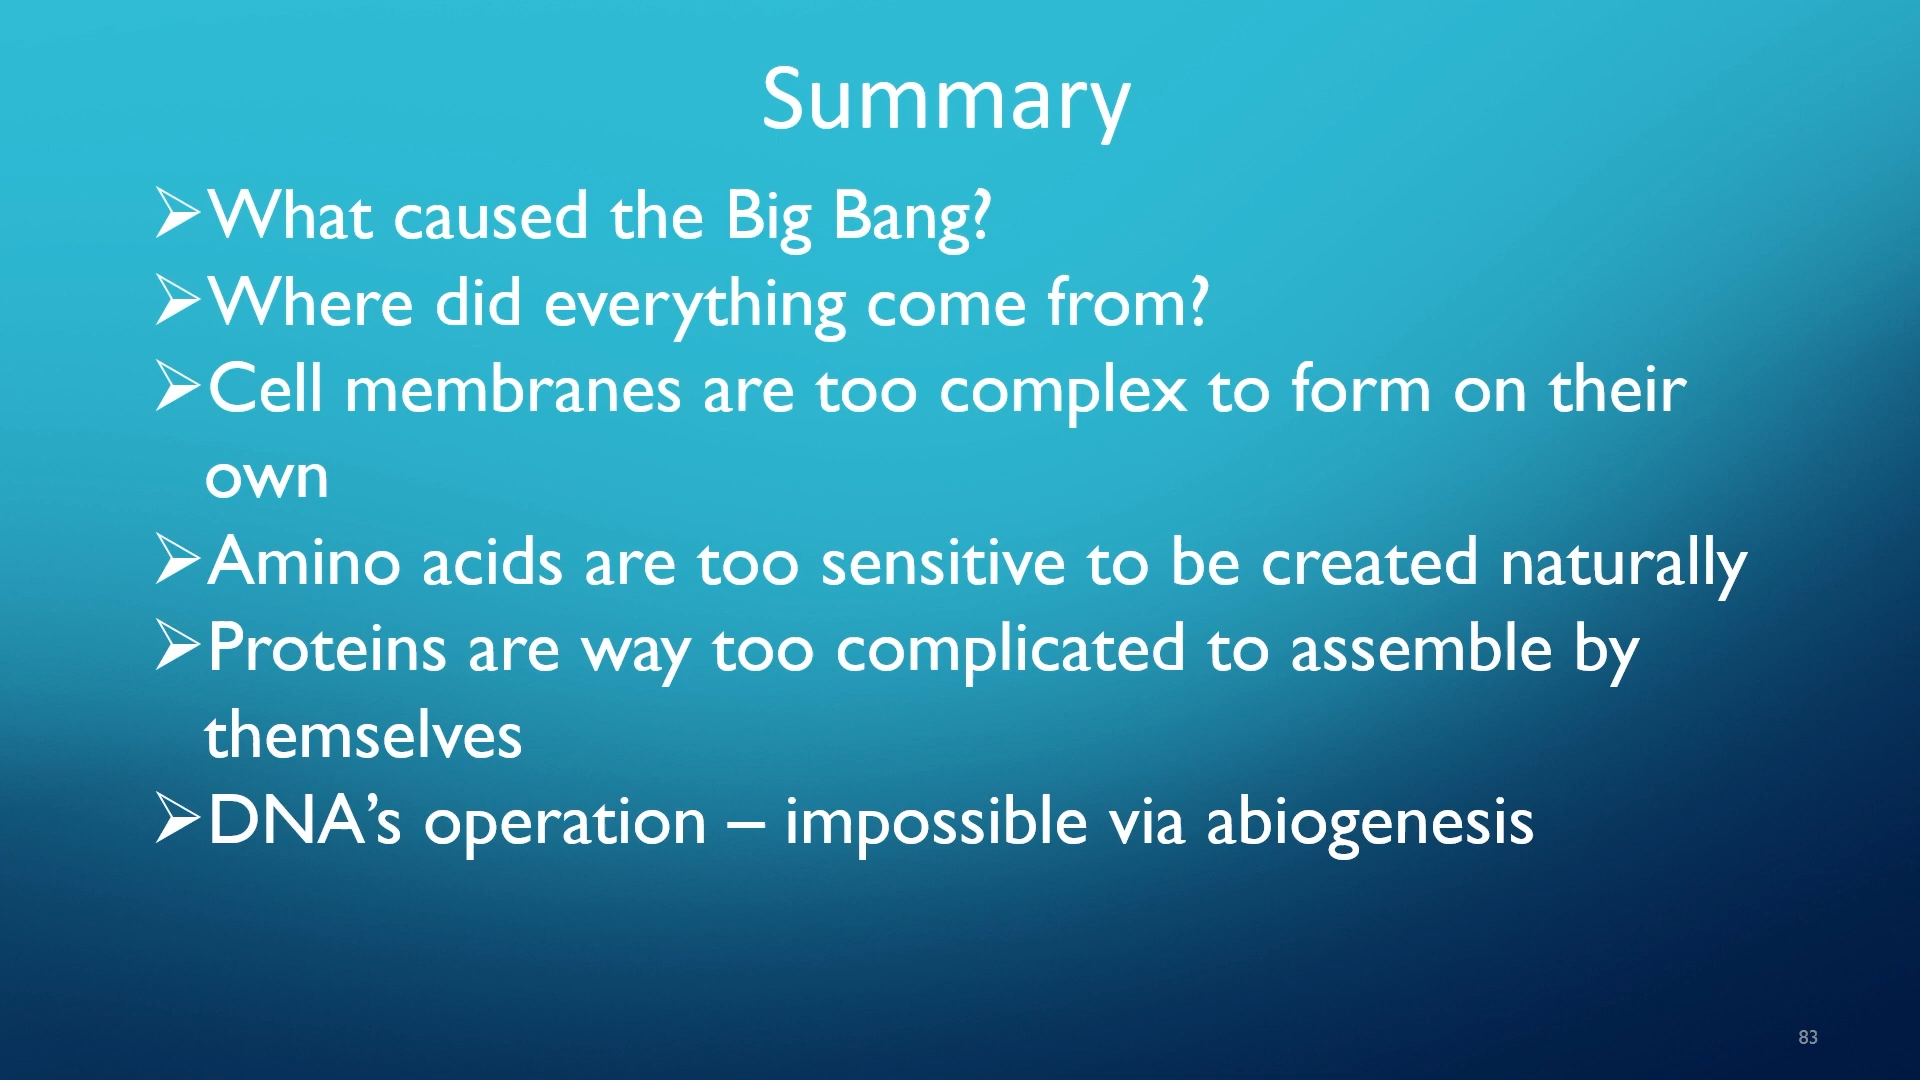 Summary
➢What caused the Big Bang?
➢Where did everything come from?
➢Cell membranes are too complex to form on their
own
➢Amino acids are too sensitive to be created naturally
➢Proteins are way too complicated to assemble by
themselves
➢DNA’s operation – impossible via abiogenesis
83